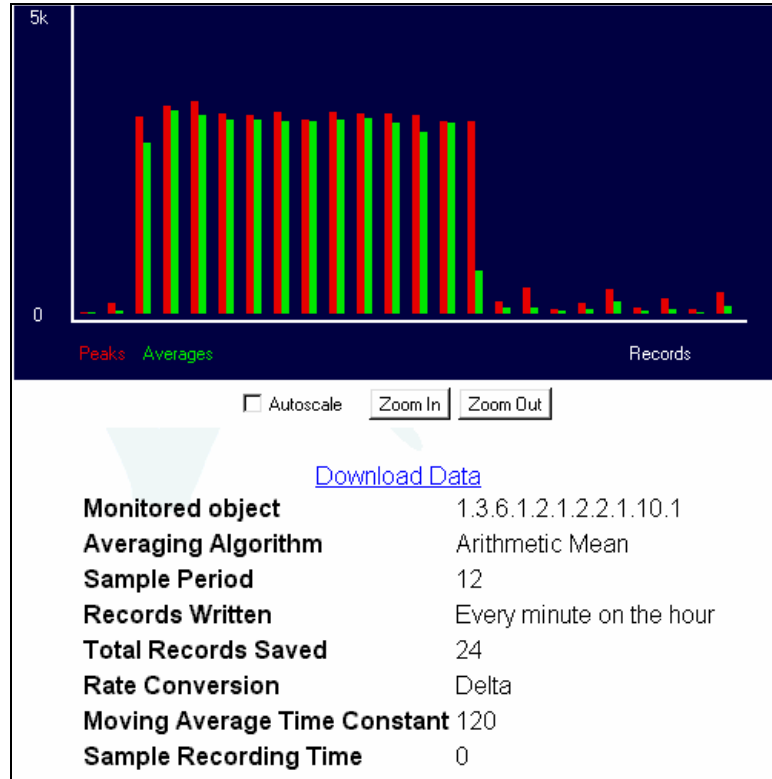 5k
0
Peaks Averages Records
Autoscale Zoom In Zoom Out
Download Data
Monitored object 1.3.6.1.2.1.2.2.1.10.1
Averaging Algorithm Arithmetic Mean
Sample Period 12
Records Written Every minute on the hour
Total Records Saved 24
Rate Conversion Delta
Moving Average Time Constant 120
Sample Recording Time 0